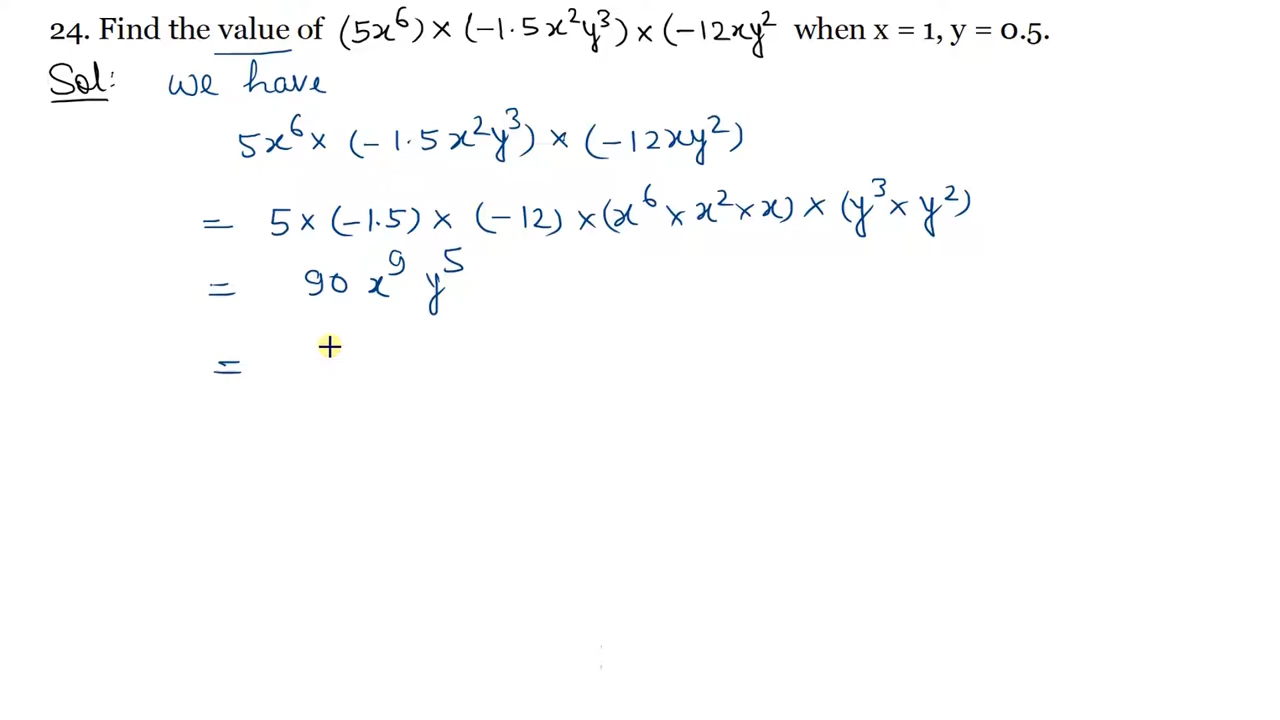 24. Find the value of (5x⁶) × (-1.5x²y³) × (-12xy² when x = 1, y = 0.5.
Sol: we have
5x⁶ × (-1.5x²y³) × (-12xy²)
= 5 × (-1.5) × (-12) × (x⁶ × x² × x) × (y³ × y²)
= 90 x⁹ y⁵
=